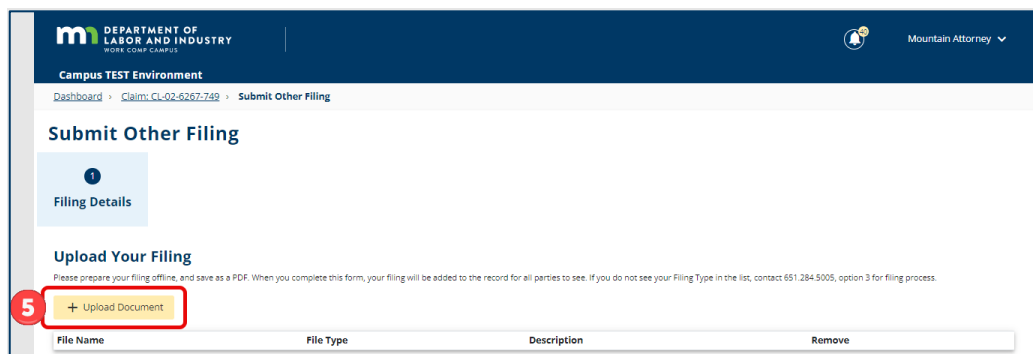 DEPARTMENT OF
LABOR AND INDUSTRY
WORK COMP CAMPUS
Mountain Attorney
Campus TEST Environment
Dashboard › Claim: CL-02-6267-749 › Submit Other Filing
Submit Other Filing
1
Filing Details
Upload Your Filing
Please prepare your filing offline, and save as a PDF. When you complete this form, your filing will be added to the record for all parties to see. If you do not see your Filing Type in the list, contact 651.284.5005, option 3 for filing process.
5
+ Upload Document
File Name File Type Description Remove